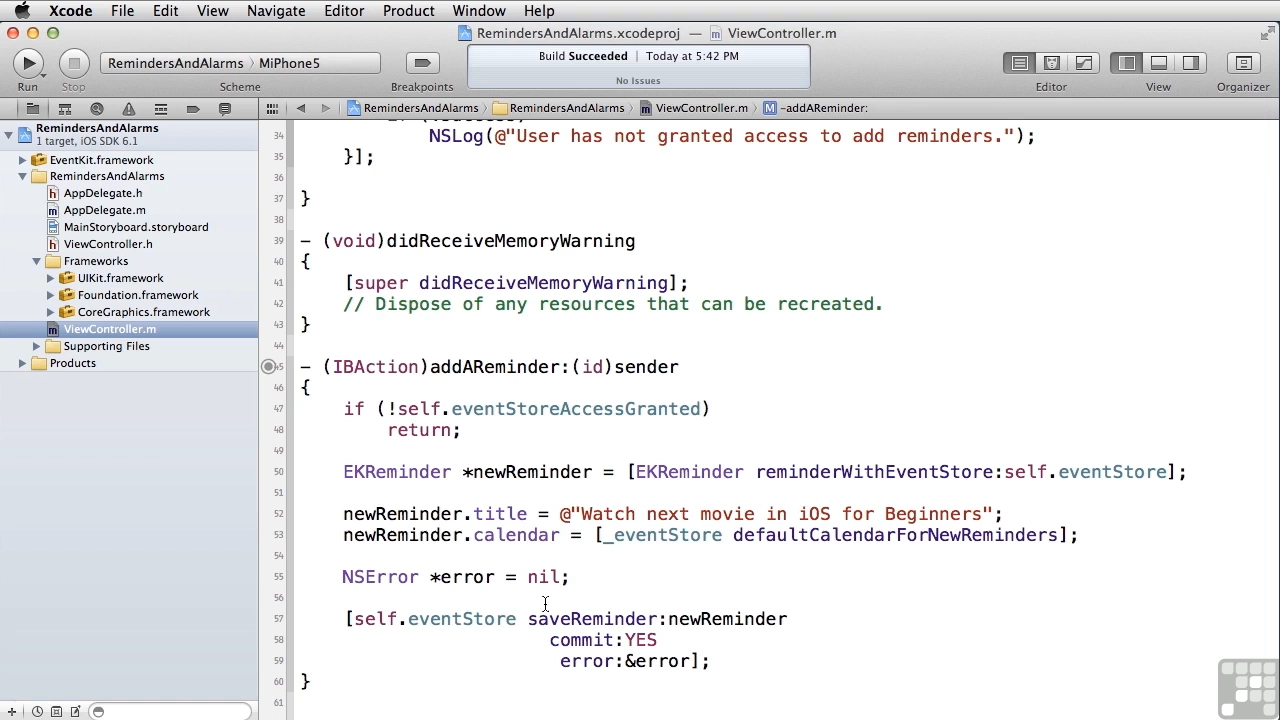 Xcode File Edit View Navigate Editor Product Window Help
RemindersAndAlarms.xcodeproj — ViewController.m
RemindersAndAlarms > MiPhone5
Build Succeeded | Today at 5:42 PM
No Issues
Run Stop Scheme Breakpoints Editor View Organizer
RemindersAndAlarms > RemindersAndAlarms > ViewController.m > -addAReminder:
RemindersAndAlarms
1 target, iOS SDK 6.1
EventKit.framework
RemindersAndAlarms
AppDelegate.h
AppDelegate.m
MainStoryboard.storyboard
ViewController.h
Frameworks
UIKit.framework
Foundation.framework
CoreGraphics.framework
ViewController.m
Supporting Files
Products
34 NSLog(@"User has not granted access to add reminders.");
35 }];
36
37 }
38
39 - (void)didReceiveMemoryWarning
40 {
41 [super didReceiveMemoryWarning];
42 // Dispose of any resources that can be recreated.
43 }
44
45 - (IBAction)addAReminder:(id)sender
46 {
47 if (!self.eventStoreAccessGranted)
48 return;
49
50 EKReminder *newReminder = [EKReminder reminderWithEventStore:self.eventStore];
51
52 newReminder.title = @"Watch next movie in iOS for Beginners";
53 newReminder.calendar = [_eventStore defaultCalendarForNewReminders];
54
55 NSError *error = nil;
56
57 [self.eventStore saveReminder:newReminder
58 commit:YES
59 error:&error];
60 }
61